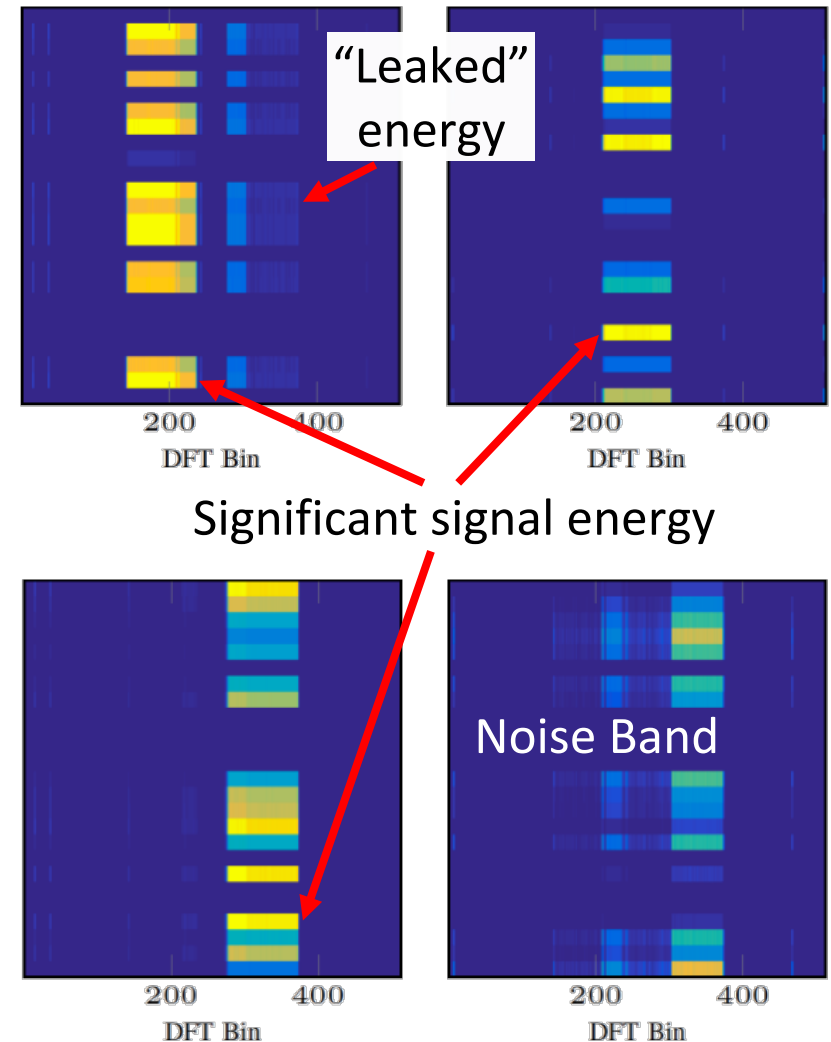 “Leaked”
energy
200 400
DFT Bin
200 400
DFT Bin
Significant signal energy
Noise Band
200 400
DFT Bin
200 400
DFT Bin